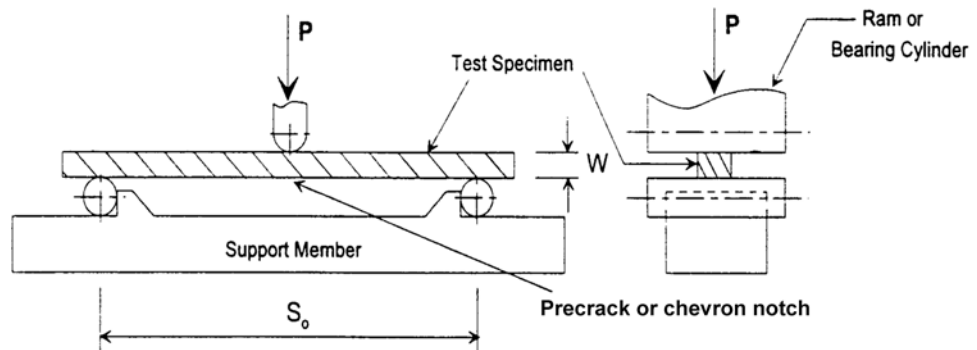 P
P
Ram or
Bearing Cylinder
Test Specimen
W
Support Member
Precrack or chevron notch
So